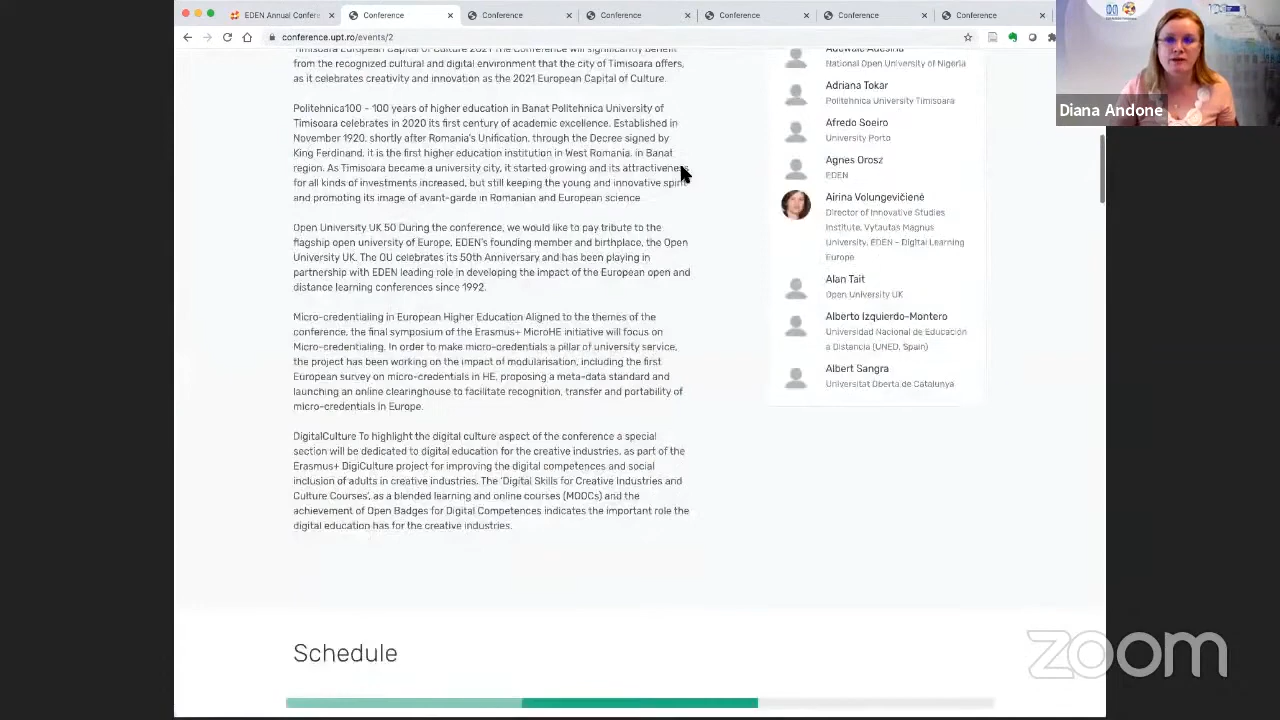 EDEN Annual Conferenc
Conference
Conference
Conference
Conference
Conference
Conference
conference.upt.ro/events/2
Diana Andone
Timisoara European Capital of Culture 2021 The Conference will significantly benefit
from the recognized cultural and digital environment that the city of Timisoara offers,
as it celebrates creativity and innovation as the 2021 European Capital of Culture.
Politehnica100 - 100 years of higher education in Banat Politehnica University of
Timisoara celebrates in 2020 its first century of academic excellence. Established in
November 1920, shortly after Romania's Unification, through the Decree signed by
King Ferdinand, it is the first higher education institution in West Romania, in Banat
region. As Timisoara became a university city, it started growing and its attractiveness
for all kinds of investments increased, but still keeping the young and innovative spirit
and promoting its image of avant-garde in Romanian and European science
Open University UK 50 During the conference, we would like to pay tribute to the
flagship open university of Europe, EDEN's founding member and birthplace, the Open
University UK. The OU celebrates its 50th Anniversary and has been playing in
partnership with EDEN leading role in developing the impact of the European open and
distance learning conferences since 1992.
Micro-credentialing in European Higher Education Aligned to the themes of the
conference, the final symposium of the Erasmus+ MicroHE initiative will focus on
Micro-credentialing. In order to make micro-credentials a pillar of university service,
the project has been working on the impact of modularisation, including the first
European survey on micro-credentials in HE, proposing a meta-data standard and
launching an online clearinghouse to facilitate recognition, transfer and portability of
micro-credentials in Europe.
DigitalCulture To highlight the digital culture aspect of the conference a special
section will be dedicated to digital education for the creative industries, as part of the
Erasmus+ DigiCulture project for improving the digital competences and social
inclusion of adults in creative industries. The 'Digital Skills for Creative Industries and
Culture Courses', as a blended learning and online courses (MOOCs) and the
achievement of Open Badges for Digital Competences indicates the important role the
digital education has for the creative industries.
Adewale Adesina
National Open University of Nigeria
Adriana Tokar
Politehnica University Timisoara
Alfredo Soeiro
University Porto
Agnes Orosz
EDEN
Airina Volungevičienė
Director of Innovative Studies
Institute, Vytautas Magnus
University, EDEN - Digital Learning
Europe
Alan Tait
Open University UK
Alberto Izquierdo-Montero
Universidad Nacional de Educación
a Distancia (UNED, Spain)
Albert Sangra
Universitat Oberta de Catalunya
Schedule
zoom